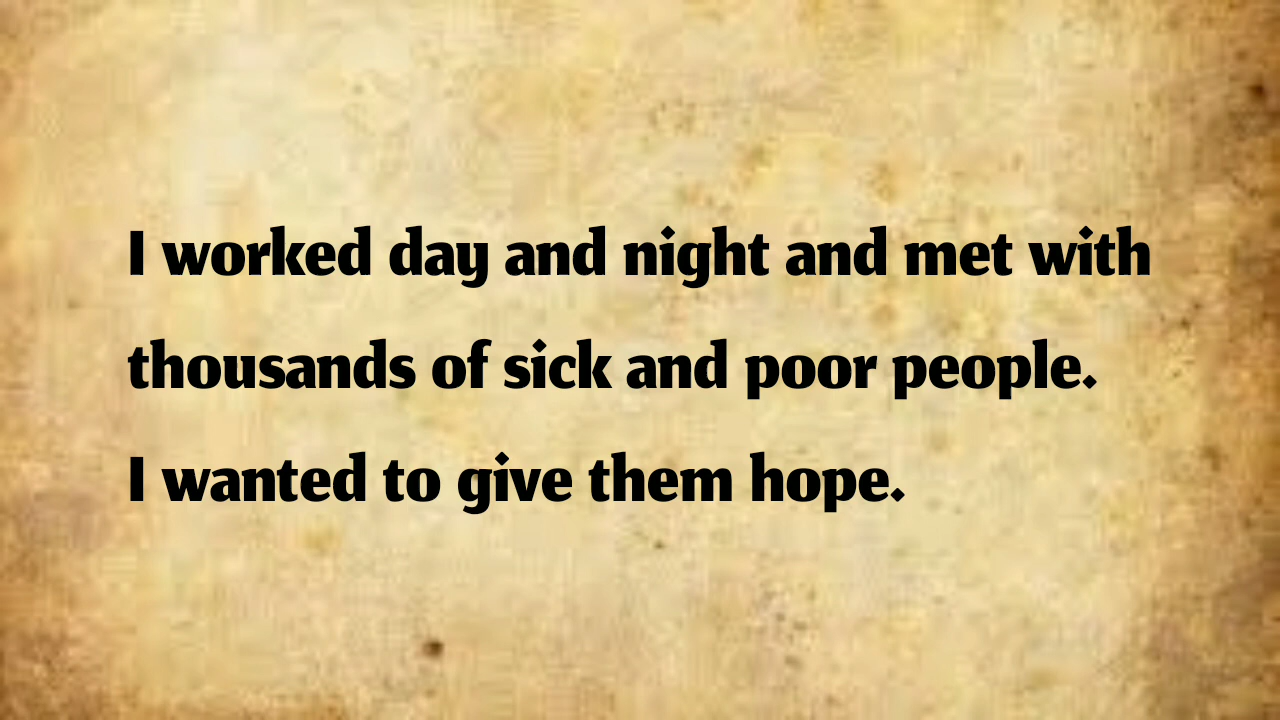 I worked day and night and met with
thousands of sick and poor people.
I wanted to give them hope.